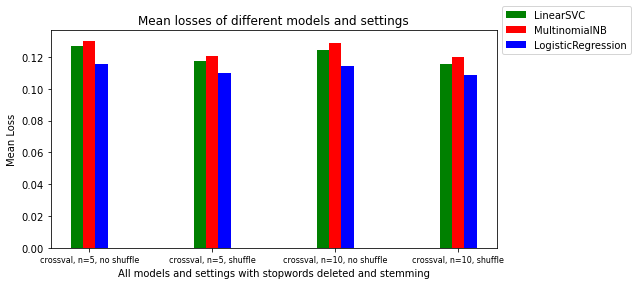 Mean losses of different models and settings
LinearSVC
MultinomialNB
LogisticRegression
Mean Loss
0.12
0.10
0.08
0.06
0.04
0.02
0.00
crossval, n=5, no shuffle
crossval, n=5, shuffle
crossval, n=10, no shuffle
crossval, n=10, shuffle
All models and settings with stopwords deleted and stemming